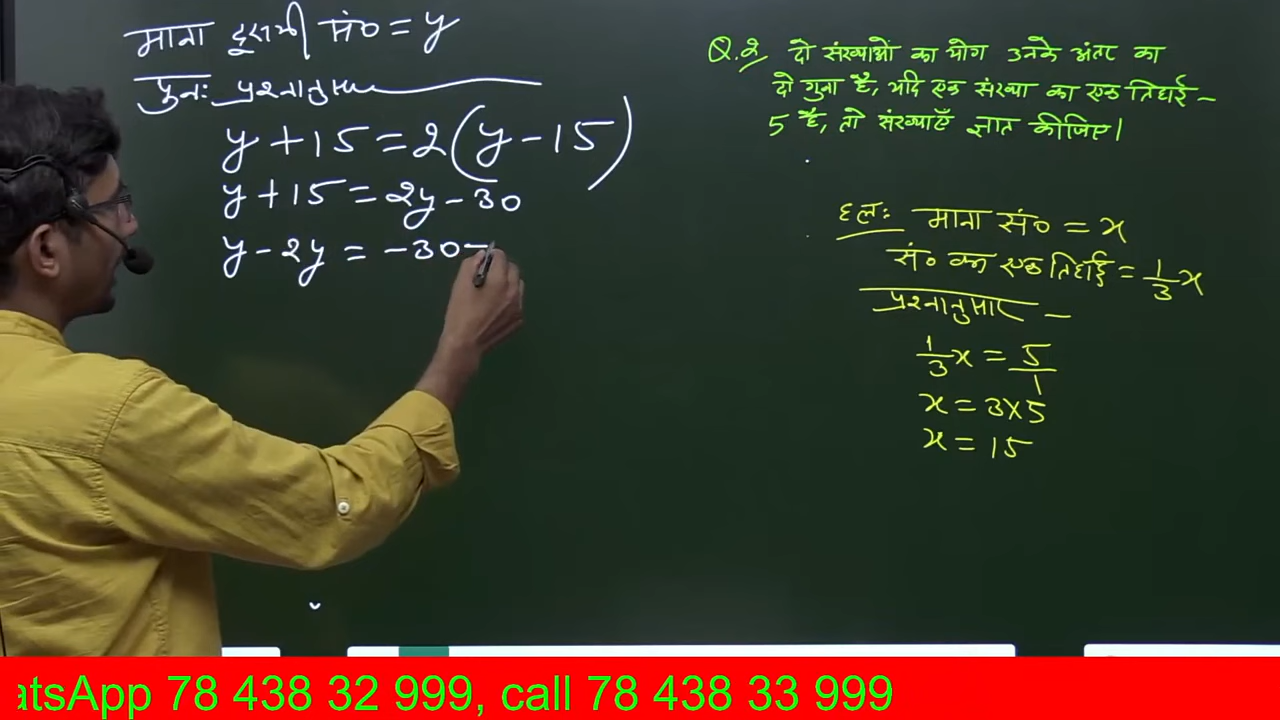 माना दूसरी सं० = y
पुनः प्रश्नानुसार
y + 15 = 2(y - 15)
y + 15 = 2y - 30
y - 2y = -30 -
Q.2 दो संख्याओं का योग उनके अंतर का
दो गुना है, यदि एक संख्या का एक तिहाई -
5 है, तो संख्याएँ ज्ञात कीजिए।
हलः माना सं० = x
सं० का एक तिहाई = 1/3 x
प्रश्नानुसार -
1/3 x = 5/1
x = 3×5
x = 15
atsApp 78 438 32 999, call 78 438 33 999